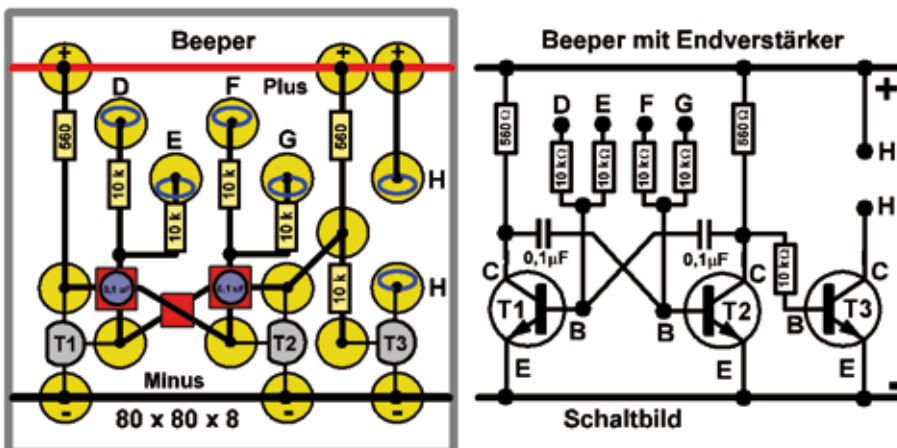 Beeper
+ + +
D F Plus
E G
560 560
10 k 10 k
10 k 10 k
H
0,1 uF 0,1 uF
10 k
H
T1 T2 T3
Minus
- - -
80 x 80 x 8
Beeper mit Endverstärker
+
D E F G
560 Ω 560 Ω
10 kΩ 10 kΩ 10 kΩ 10 kΩ
H
H
0,1µF 0,1µF
10 kΩ
C C C
T1 T2 T3
B B B
E E E
-
Schaltbild